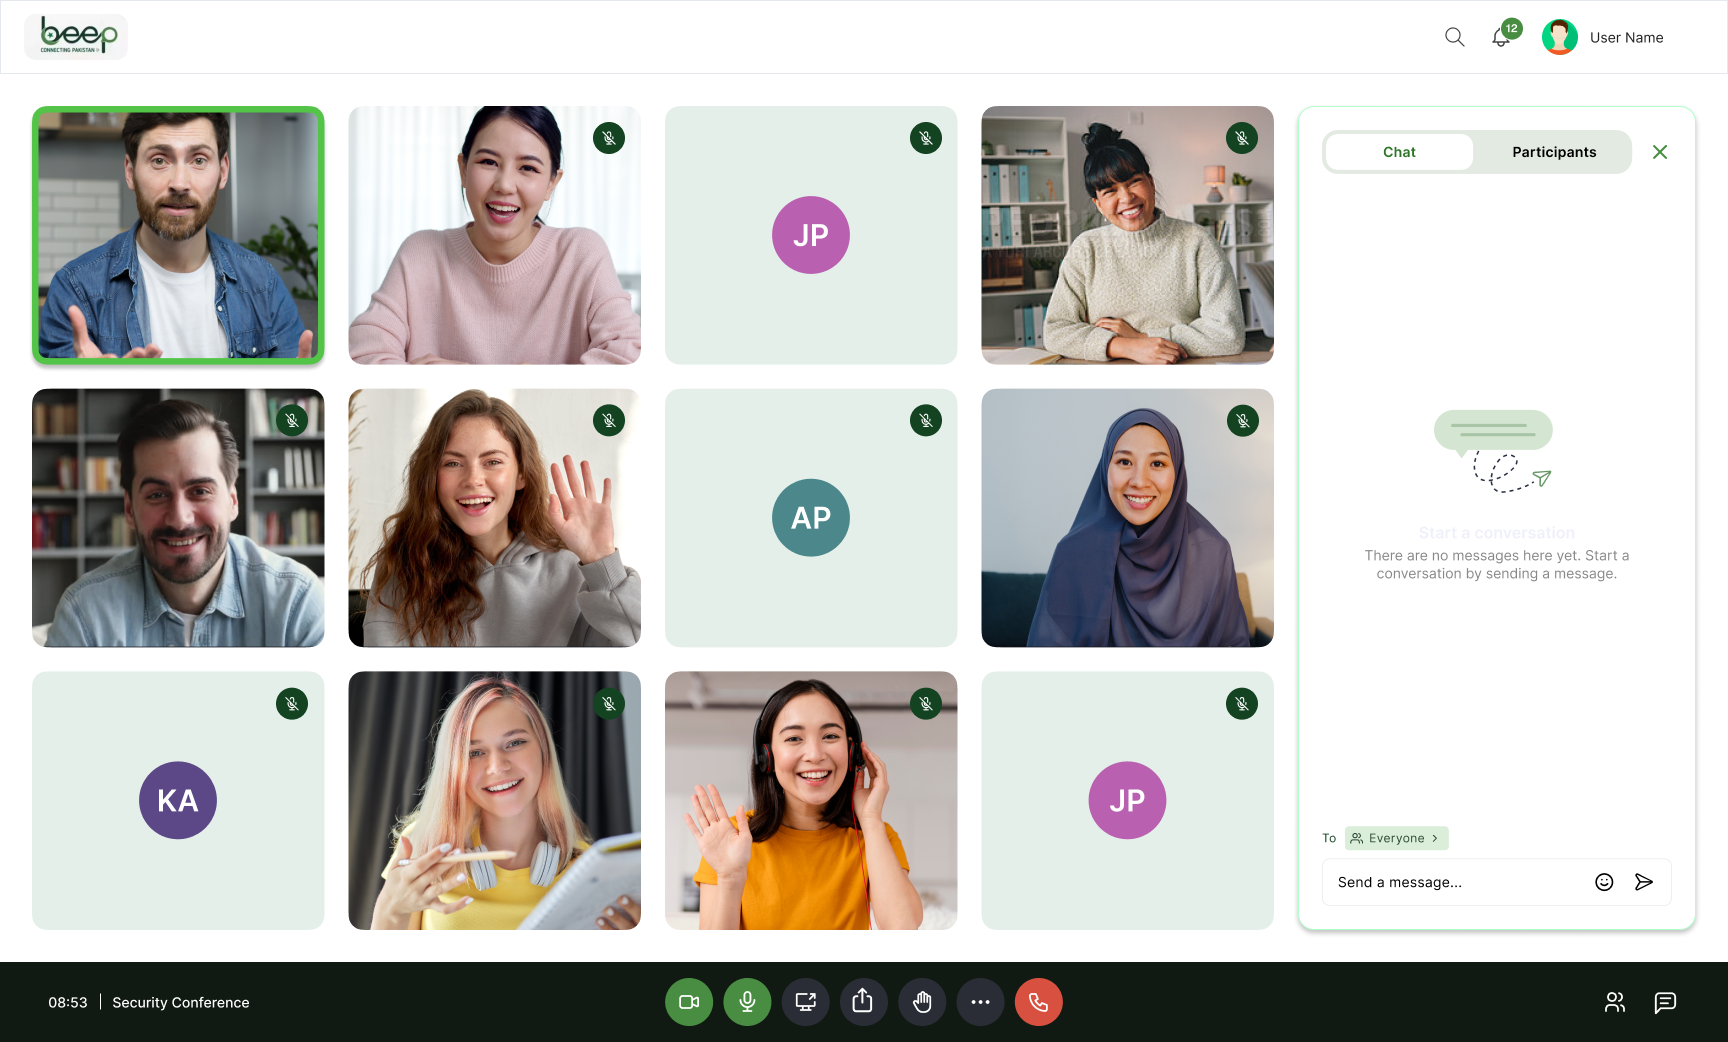 beep
CONNECTING PAKISTAN
12
User Name
JP
Chat
Participants
AP
Start a conversation
There are no messages here yet. Start a
conversation by sending a message.
KA
JP
To
Everyone
Send a message...
08:53
Security Conference